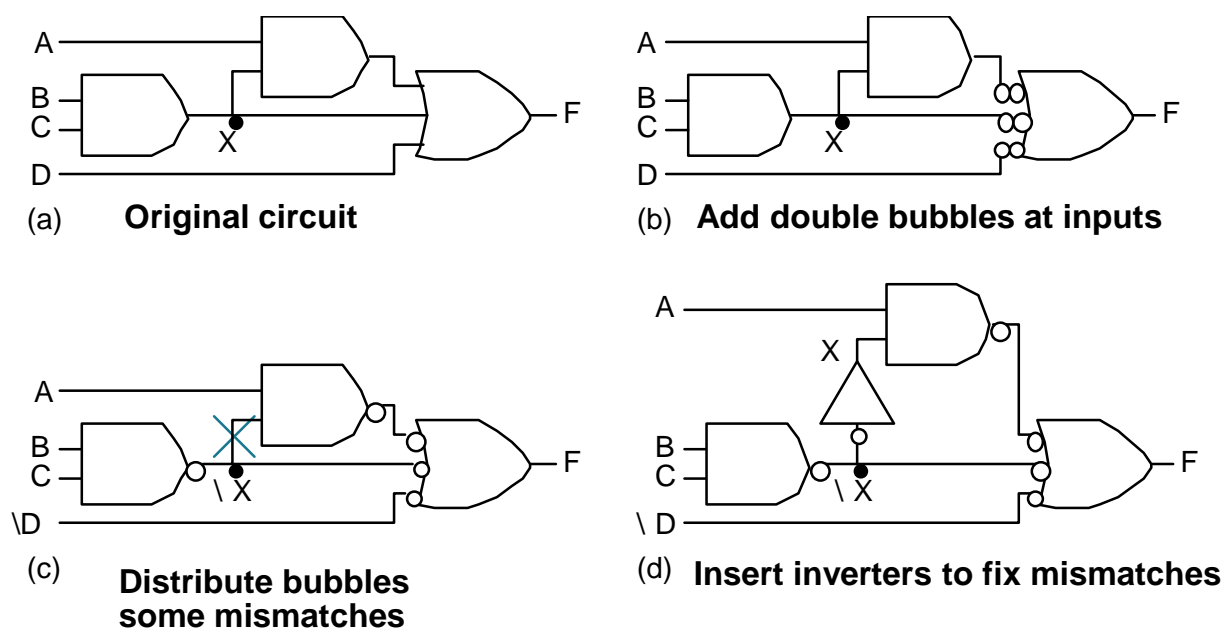 A
B
C
X
D
F
(a) Original circuit
A
B
C
X
D
F
(b) Add double bubbles at inputs
A
B
C
\ X
\D
F
(c) Distribute bubbles
some mismatches
A
X
B
C
\ X
\ D
F
(d) Insert inverters to fix mismatches